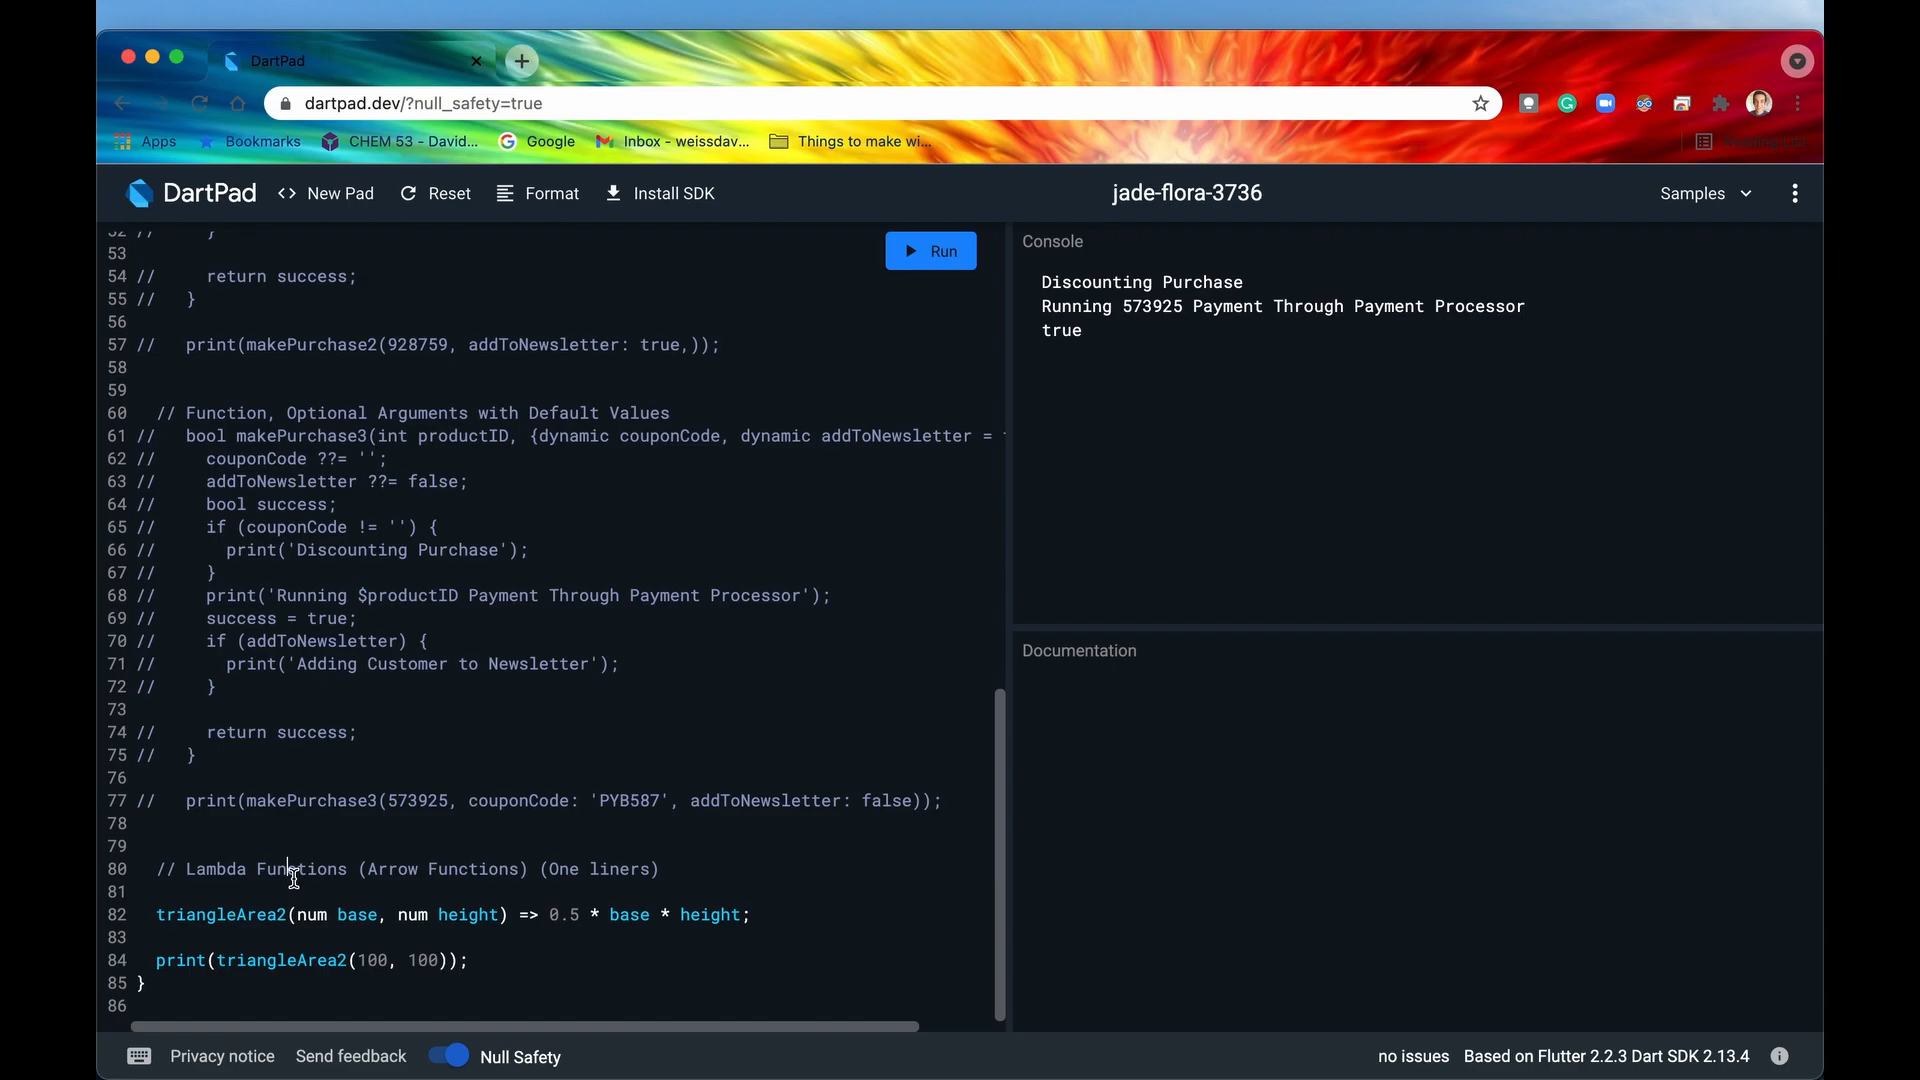 DartPad
dartpad.dev/?null_safety=true
Apps Bookmarks CHEM 53 - David... Google Inbox - weissdav... Things to make wi...
DartPad New Pad Reset Format Install SDK jade-flora-3736 Samples
52 // }
Run
Console
53
54 // return success;
55 // }
56
57 // print(makePurchase2(928759, addToNewsletter: true,));
58
59
60 // Function, Optional Arguments with Default Values
61 // bool makePurchase3(int productID, {dynamic couponCode, dynamic addToNewsletter =
62 // couponCode ??= '';
63 // addToNewsletter ??= false;
64 // bool success;
65 // if (couponCode != '') {
66 // print('Discounting Purchase');
67 // }
68 // print('Running $productID Payment Through Payment Processor');
69 // success = true;
70 // if (addToNewsletter) {
71 // print('Adding Customer to Newsletter');
72 // }
73
74 // return success;
75 // }
76
77 // print(makePurchase3(573925, couponCode: 'PYB587', addToNewsletter: false));
78
79
80 // Lambda Functions (Arrow Functions) (One liners)
81
82 triangleArea2(num base, num height) => 0.5 * base * height;
83
84 print(triangleArea2(100, 100));
85 }
86
Discounting Purchase
Running 573925 Payment Through Payment Processor
true
Documentation
Privacy notice Send feedback Null Safety no issues Based on Flutter 2.2.3 Dart SDK 2.13.4